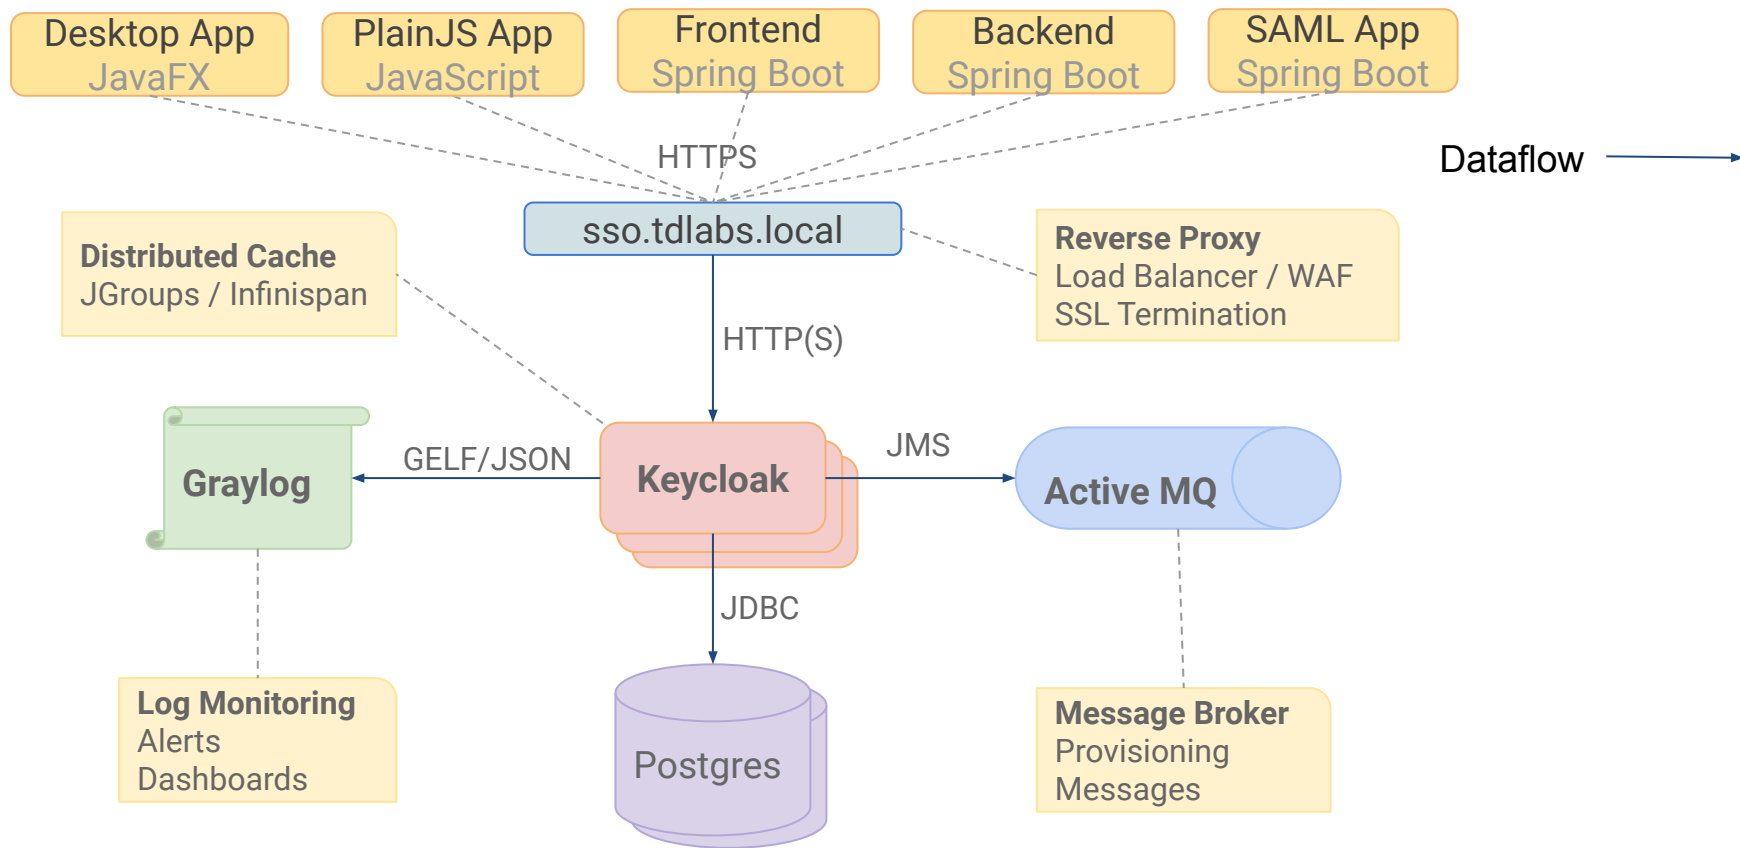 Desktop App
JavaFX
PlainJS App
JavaScript
Frontend
Spring Boot
Backend
Spring Boot
SAML App
Spring Boot
HTTPS
Dataflow
sso.tdlabs.local
Distributed Cache
JGroups / Infinispan
Reverse Proxy
Load Balancer / WAF
SSL Termination
HTTP(S)
Graylog
GELF/JSON
Keycloak
JMS
Active MQ
JDBC
Log Monitoring
Alerts
Dashboards
Postgres
Message Broker
Provisioning
Messages